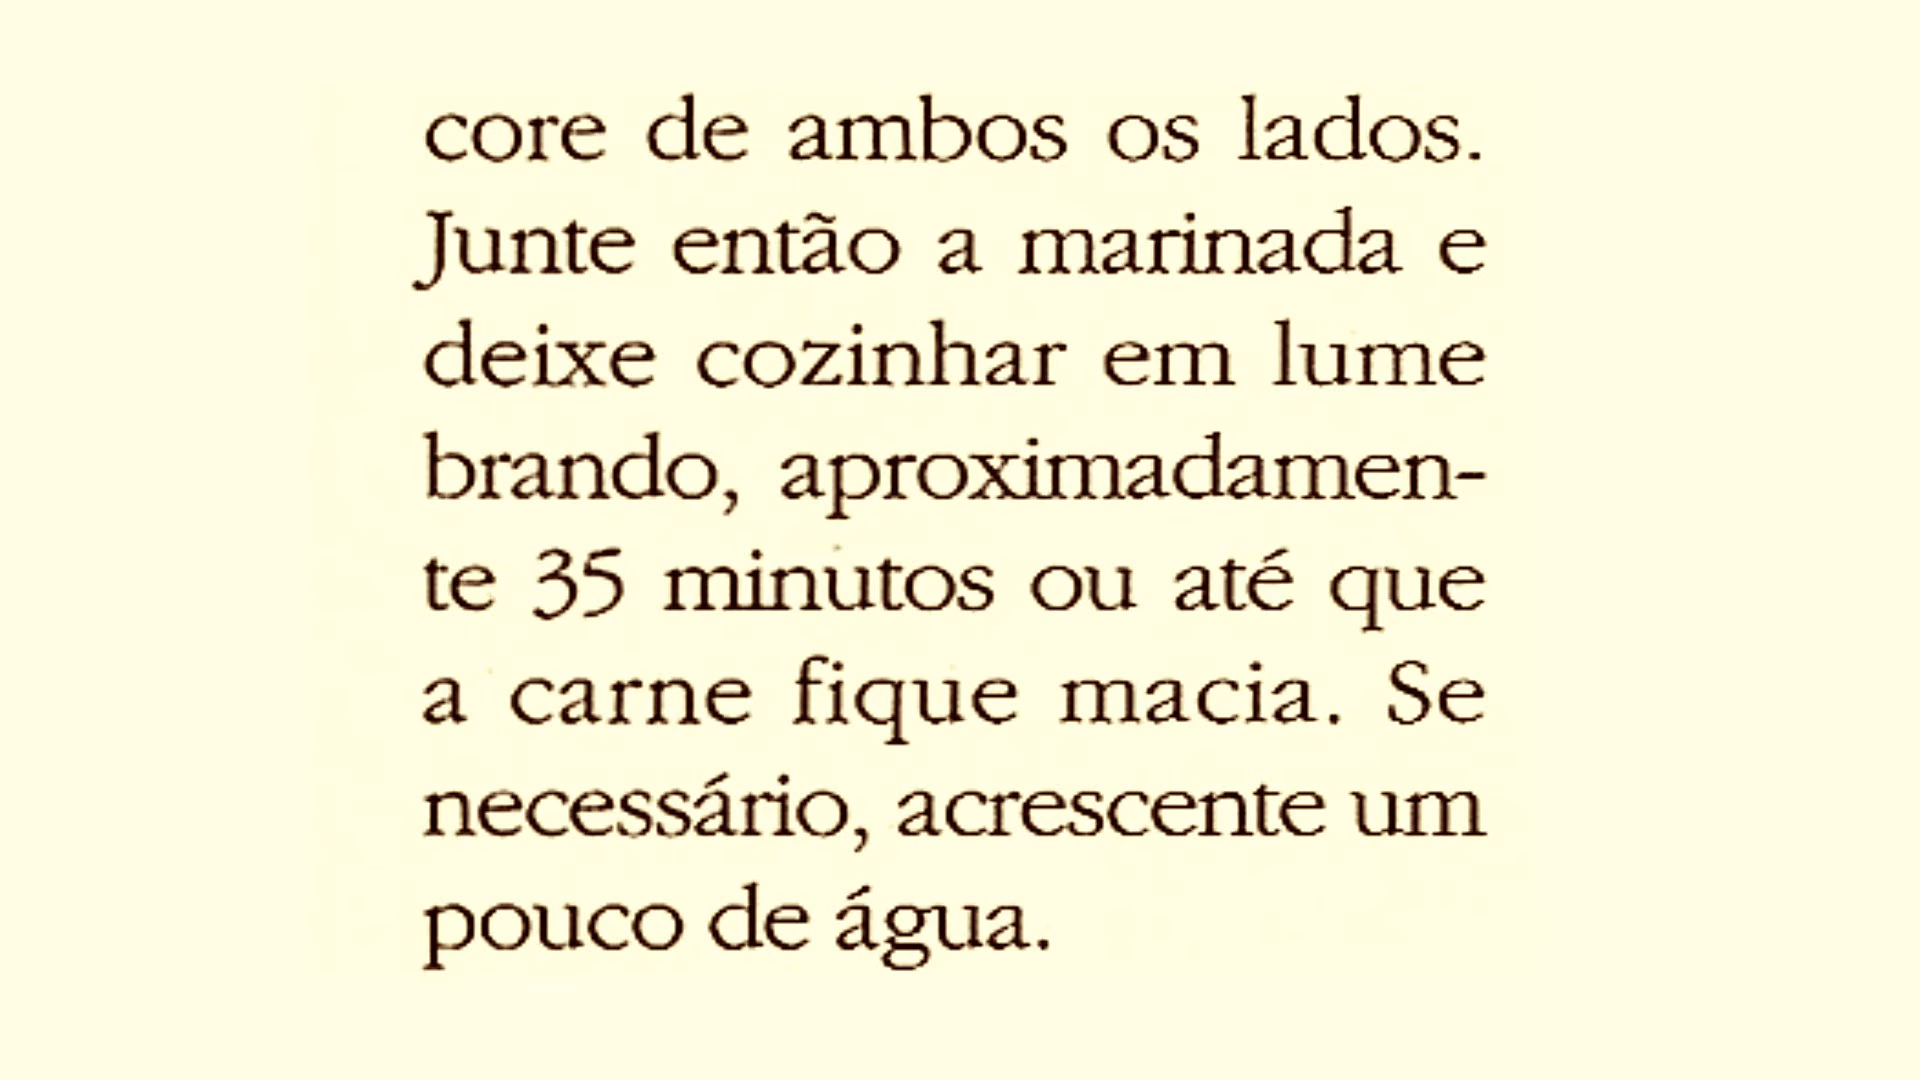 core de ambos os lados.
Junte então a marinada e
deixe cozinhar em lume
brando, aproximadamen-
te 35 minutos ou até que
a carne fique macia. Se
necessário, acrescente um
pouco de água.